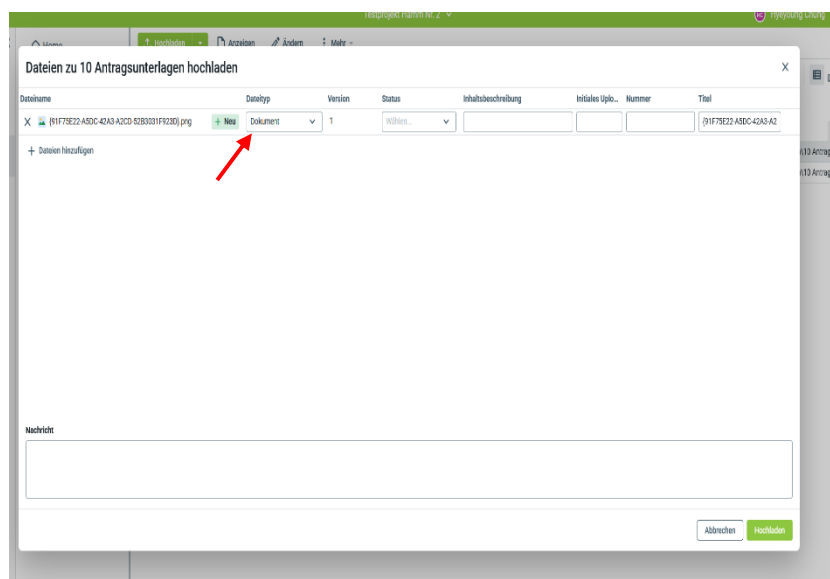 Testprojekt Hamm Nr. 2
HC Hyeyoung Chung
Home
Hochladen
Anzeigen
Ändern
Mehr
Dateien zu 10 Antragsunterlagen hochladen
X
Dateiname Dateityp Version Status Inhaltsbeschreibung Initiales Uplo... Nummer Titel
{91F75E22-A5DC-42A3-A2CD-52B3031F923D}.png + Neu Dokument 1 Wählen... {91F75E22-A5DC-42A3-A2
+ Dateien hinzufügen
\10 Antrag
\10 Antrag
Nachricht
Abbrechen Hochladen